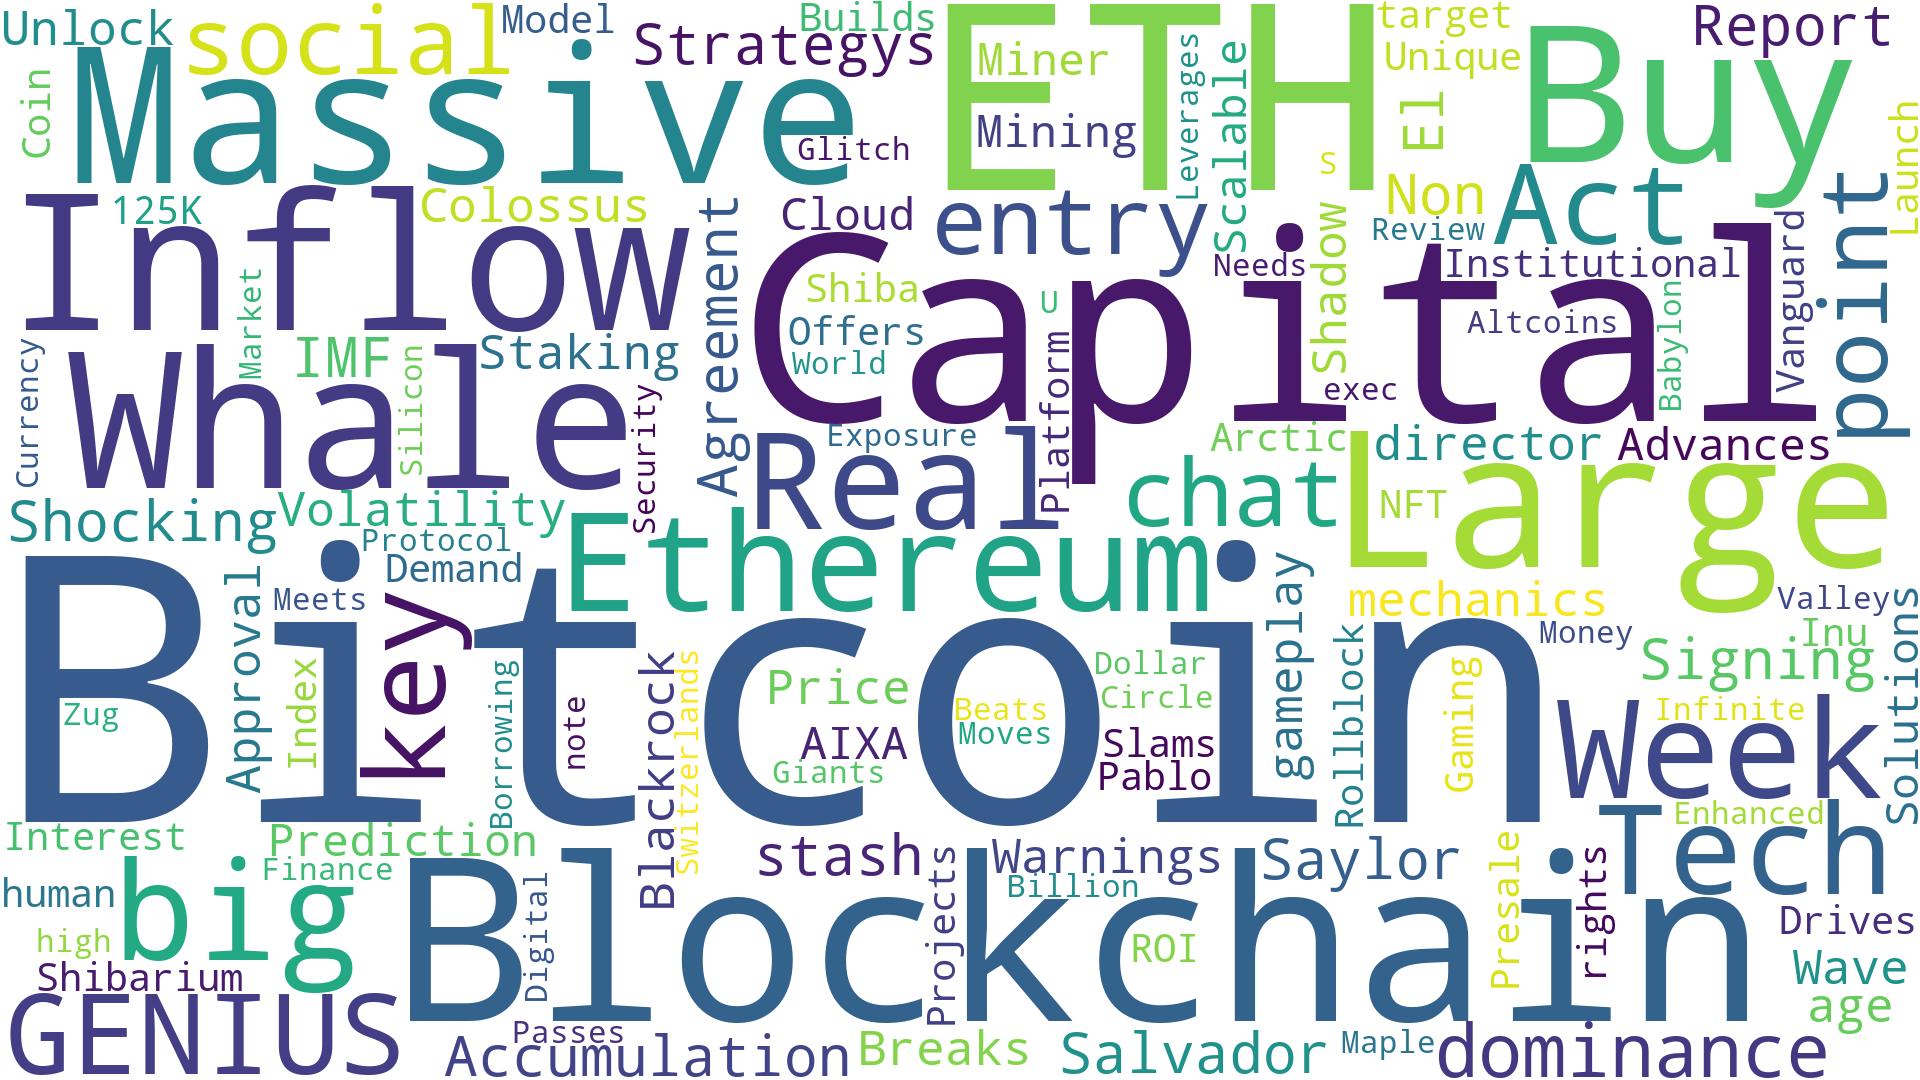 Unlock
social
Model
Strategys
Builds
ETH
target
Report
Coin
Massive
Glitch
Miner
Mining
Leverages
Scalable
Unique
El
S
Buy
Launch
Inflow
125K
Colossus
Cloud
entry
Non
Act
point
Agreement
Capital
Needs
Shadow
Review
Institutional
Vanguard
Market
Currency
IMF
Silicon
Staking
Whale
Security
Shiba
Offers
World
U
Platform
exec
Altcoins
Babylon
Real
Exposure
Arctic
director
Advances
Shocking
Volatility
Protocol
Demand
Ethereum
chat
NFT
Large
Bitcoin
Approval
Meets
key
Index
Zug
Borrowing
note
Blackrock
Switzerlands
Price
AIXA
Giants
Beats
Moves
Dollar
Circle
Slams
Pablo
gameplay
Rollblock
mechanics
Gaming
Money
Valley
Inu
Signing
Solutions
Infinite
Week
Interest
Prediction
Finance
human
big
high
Shibarium
GENIUS
Blockchain
Digital
stash
Projects
Warnings
Billion
ROI
Saylor
Presale
rights
Tech
Enhanced
Drives
Wave
age
Passes
Accumulation
Breaks
Salvador
Maple
dominance